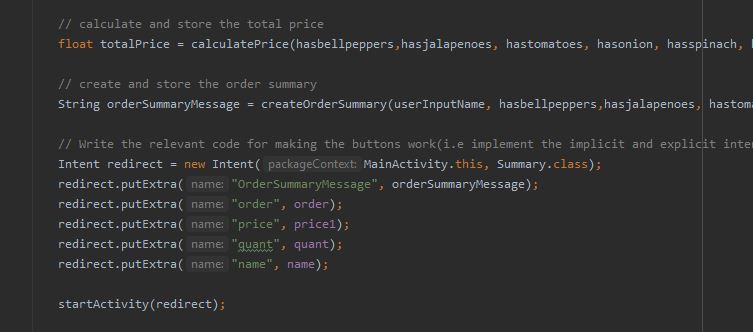 // calculate and store the total price
float totalPrice = calculatePrice(hasbellpeppers,hasjalapenoes, hastomatoes, hasonion, hasspinach,
// create and store the order summary
String orderSummaryMessage = createOrderSummary(userInputName, hasbellpeppers,hasjalapenoes, hastoma
// Write the relevant code for making the buttons work(i.e implement the implicit and explicit inte
Intent redirect = new Intent( packageContext: MainActivity.this, Summary.class);
redirect.putExtra( name: "OrderSummaryMessage", orderSummaryMessage);
redirect.putExtra( name: "order", order);
redirect.putExtra( name: "price", price1);
redirect.putExtra( name: "quant", quant);
redirect.putExtra( name: "name", name);
startActivity(redirect);